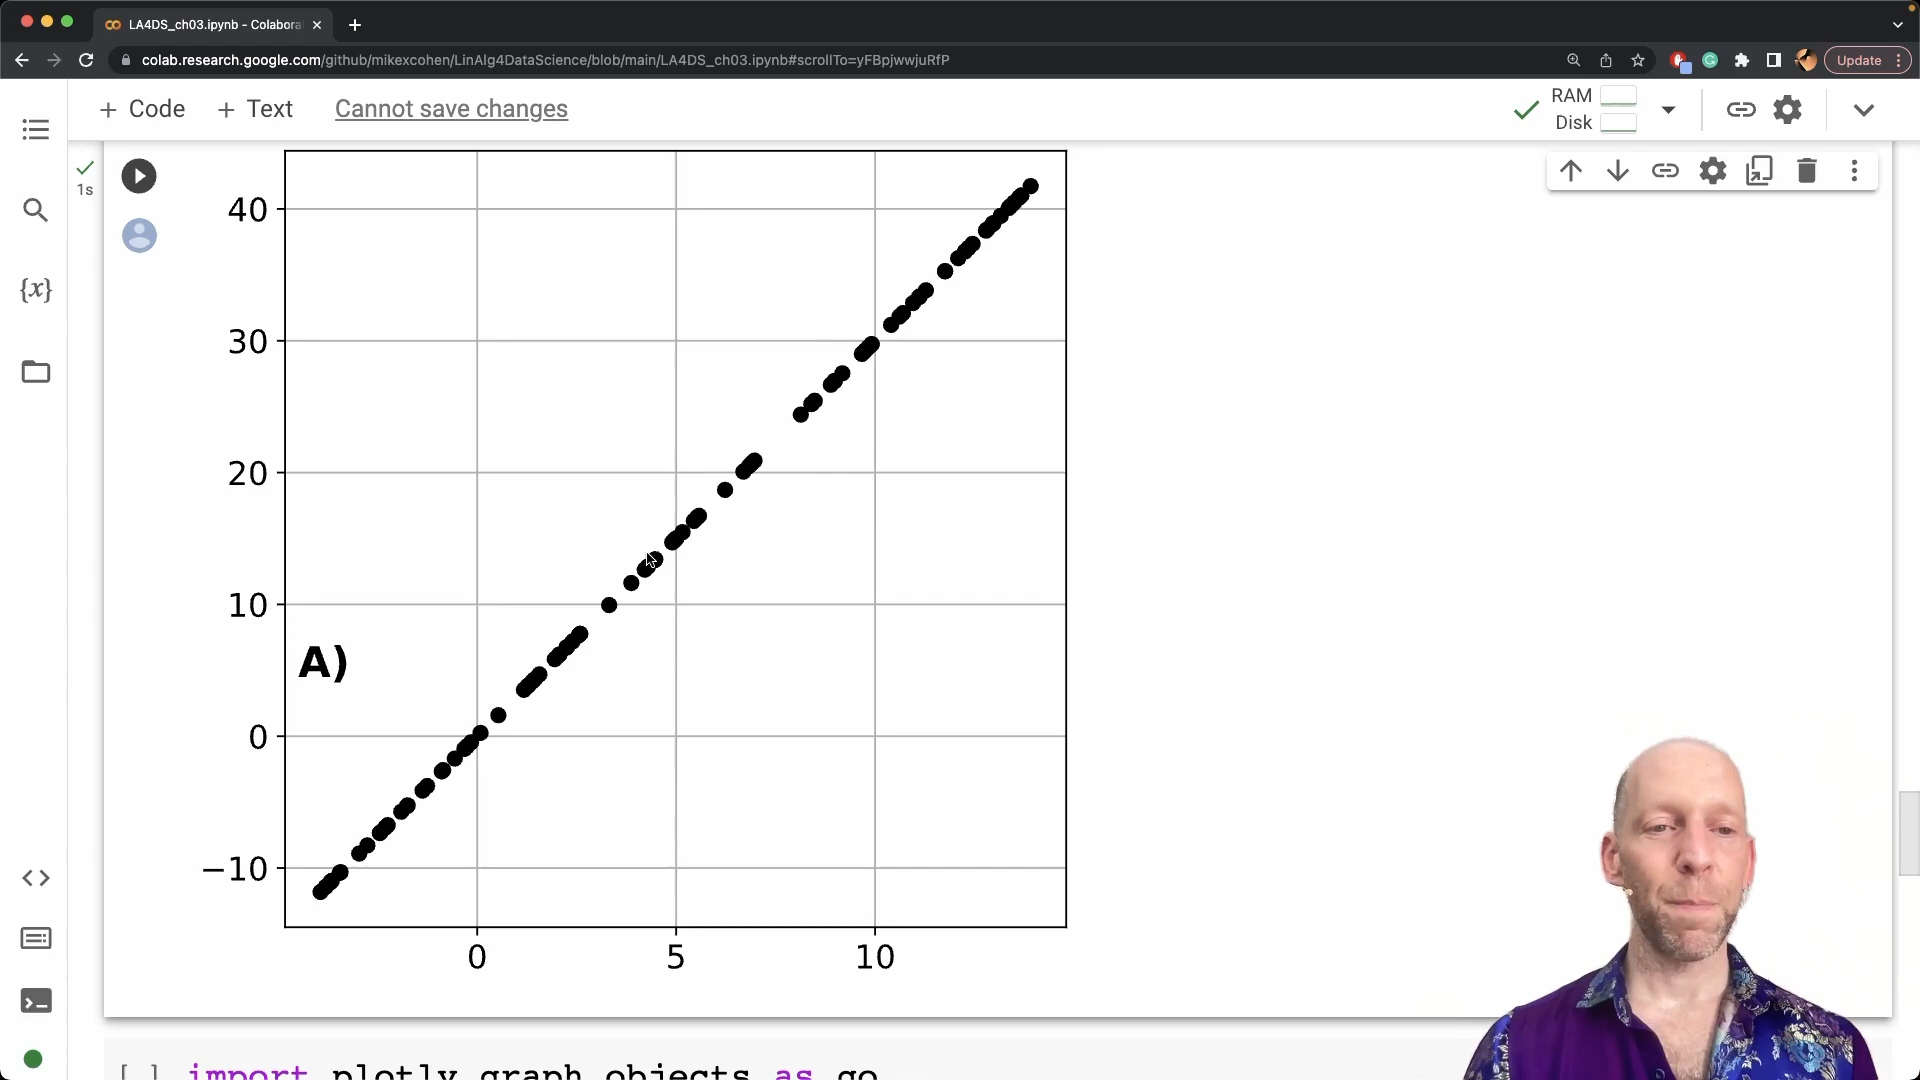 LA4DS_ch03.ipynb - Colabora
colab.research.google.com/github/mikexcohen/LinAlg4DataScience/blob/main/LA4DS_ch03.ipynb#scrollTo=yFBpjwwjuRfP
Update
+ Code + Text Cannot save changes
RAM
Disk
1s
{x}
40
30
20
10
A)
0
−10
0 5 10
[ ] import plotly.graph_objects as go